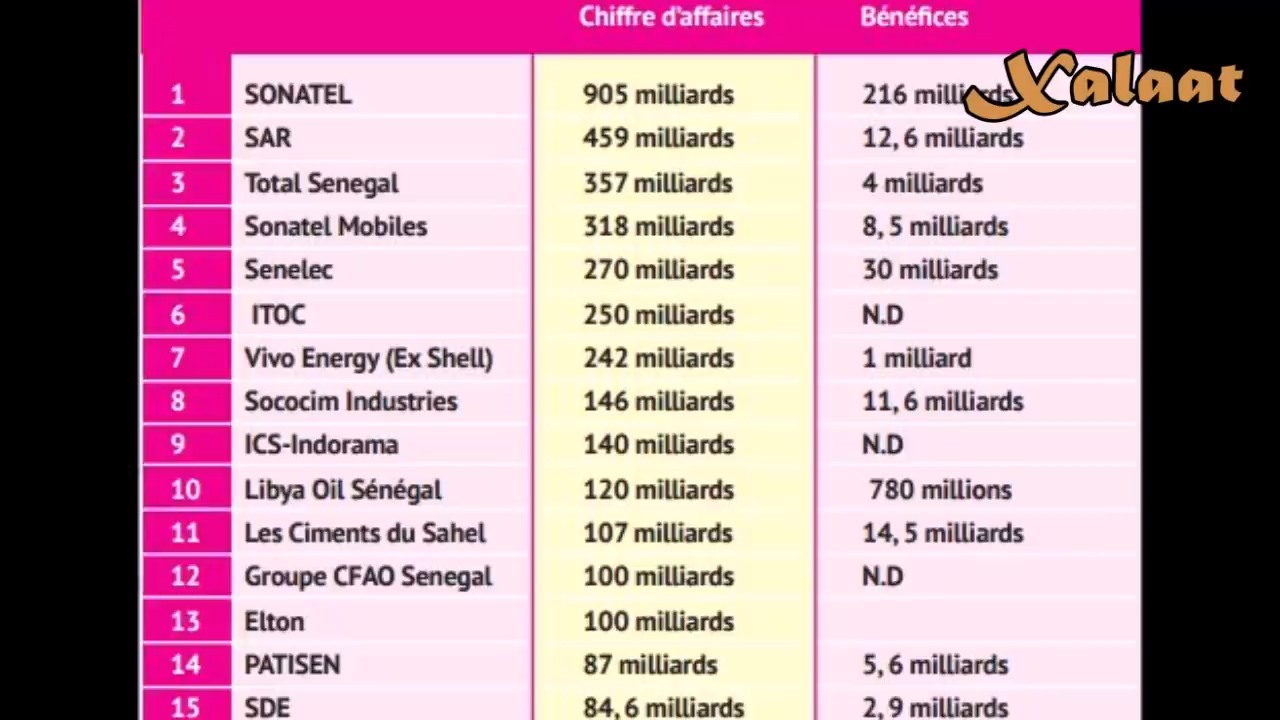 Chiffre d'affaires Bénéfices
Xalaat
1 SONATEL 905 milliards 216 milliards
2 SAR 459 milliards 12, 6 milliards
3 Total Senegal 357 milliards 4 milliards
4 Sonatel Mobiles 318 milliards 8, 5 milliards
5 Senelec 270 milliards 30 milliards
6 ITOC 250 milliards N.D
7 Vivo Energy (Ex Shell) 242 milliards 1 milliard
8 Sococim Industries 146 milliards 11, 6 milliards
9 ICS-Indorama 140 milliards N.D
10 Libya Oil Sénégal 120 milliards 780 millions
11 Les Ciments du Sahel 107 milliards 14, 5 milliards
12 Groupe CFAO Senegal 100 milliards N.D
13 Elton 100 milliards
14 PATISEN 87 milliards 5, 6 milliards
15 SDE 84, 6 milliards 2, 9 milliards